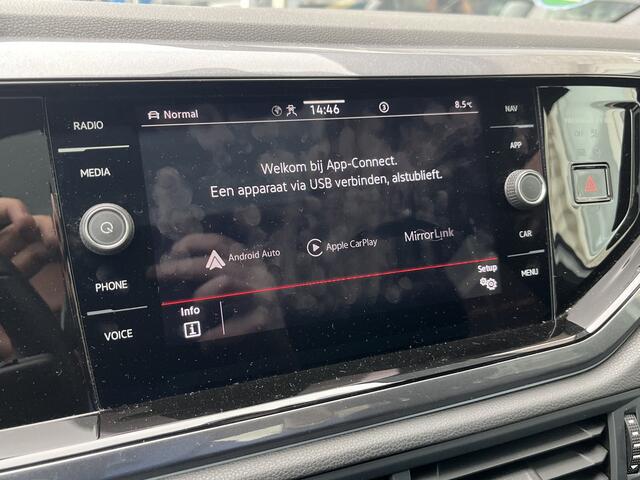 RADIO
MEDIA
PHONE
VOICE
Normal
14:46
3
8.5°C
Welkom bij App-Connect.
Een apparaat via USB verbinden, alstublieft.
Android Auto
Apple CarPlay
MirrorLink
Info
Setup
NAV
APP
CAR
MENU